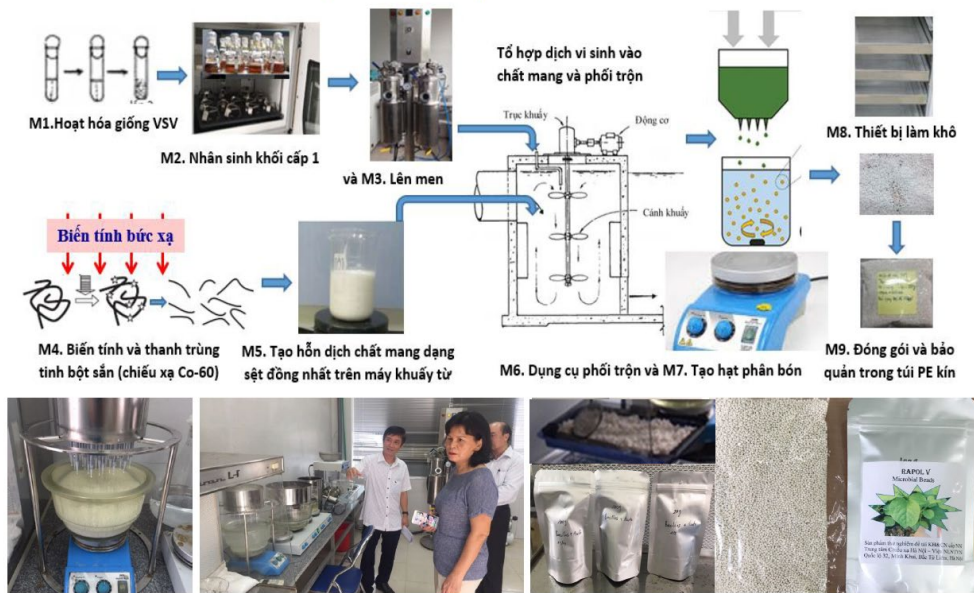 M1.Hoạt hóa giống VSV
M2. Nhân sinh khối cấp 1
và M3. Lên men
Tổ hợp dịch vi sinh vào
chất mang và phối trộn
Trục khuấy
Động cơ
Cánh khuấy
M8. Thiết bị làm khô
Biến tính bức xạ
M4. Biến tính và thanh trùng
tinh bột sắn (chiếu xạ Co-60)
M5. Tạo hỗn dịch chất mang dạng
sệt đồng nhất trên máy khuấy từ
M6. Dụng cụ phối trộn và M7. Tạo hạt phân bón
M9. Đóng gói và bảo
quản trong túi PE kín
L-F
RAPOL V
Microbial Beads